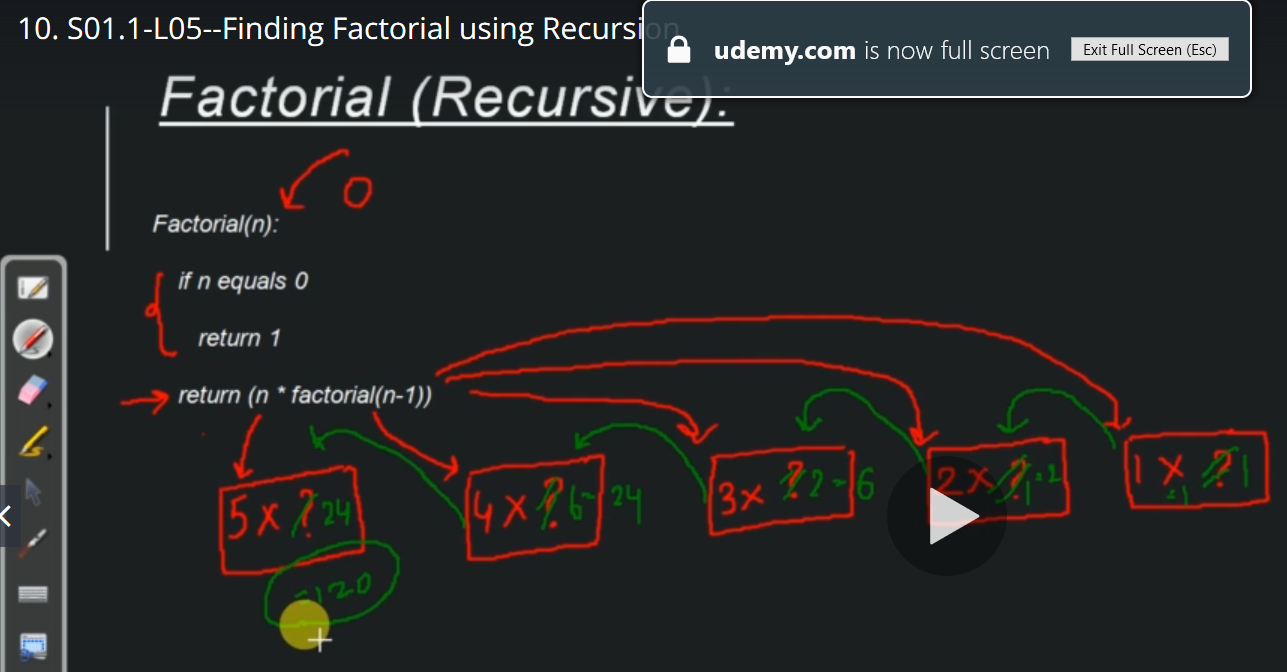 10. S01.1-L05--Finding Factorial using Recursion
udemy.com is now full screen
Exit Full Screen (Esc)
Factorial (Recursive):
0
Factorial(n):
if n equals 0
return 1
return (n * factorial(n-1))
5 x ? 24
4 x ? 6 = 24
3 x ? 2 = 6
2 x ? 1 = 2
1 x ? 1
=1
=120